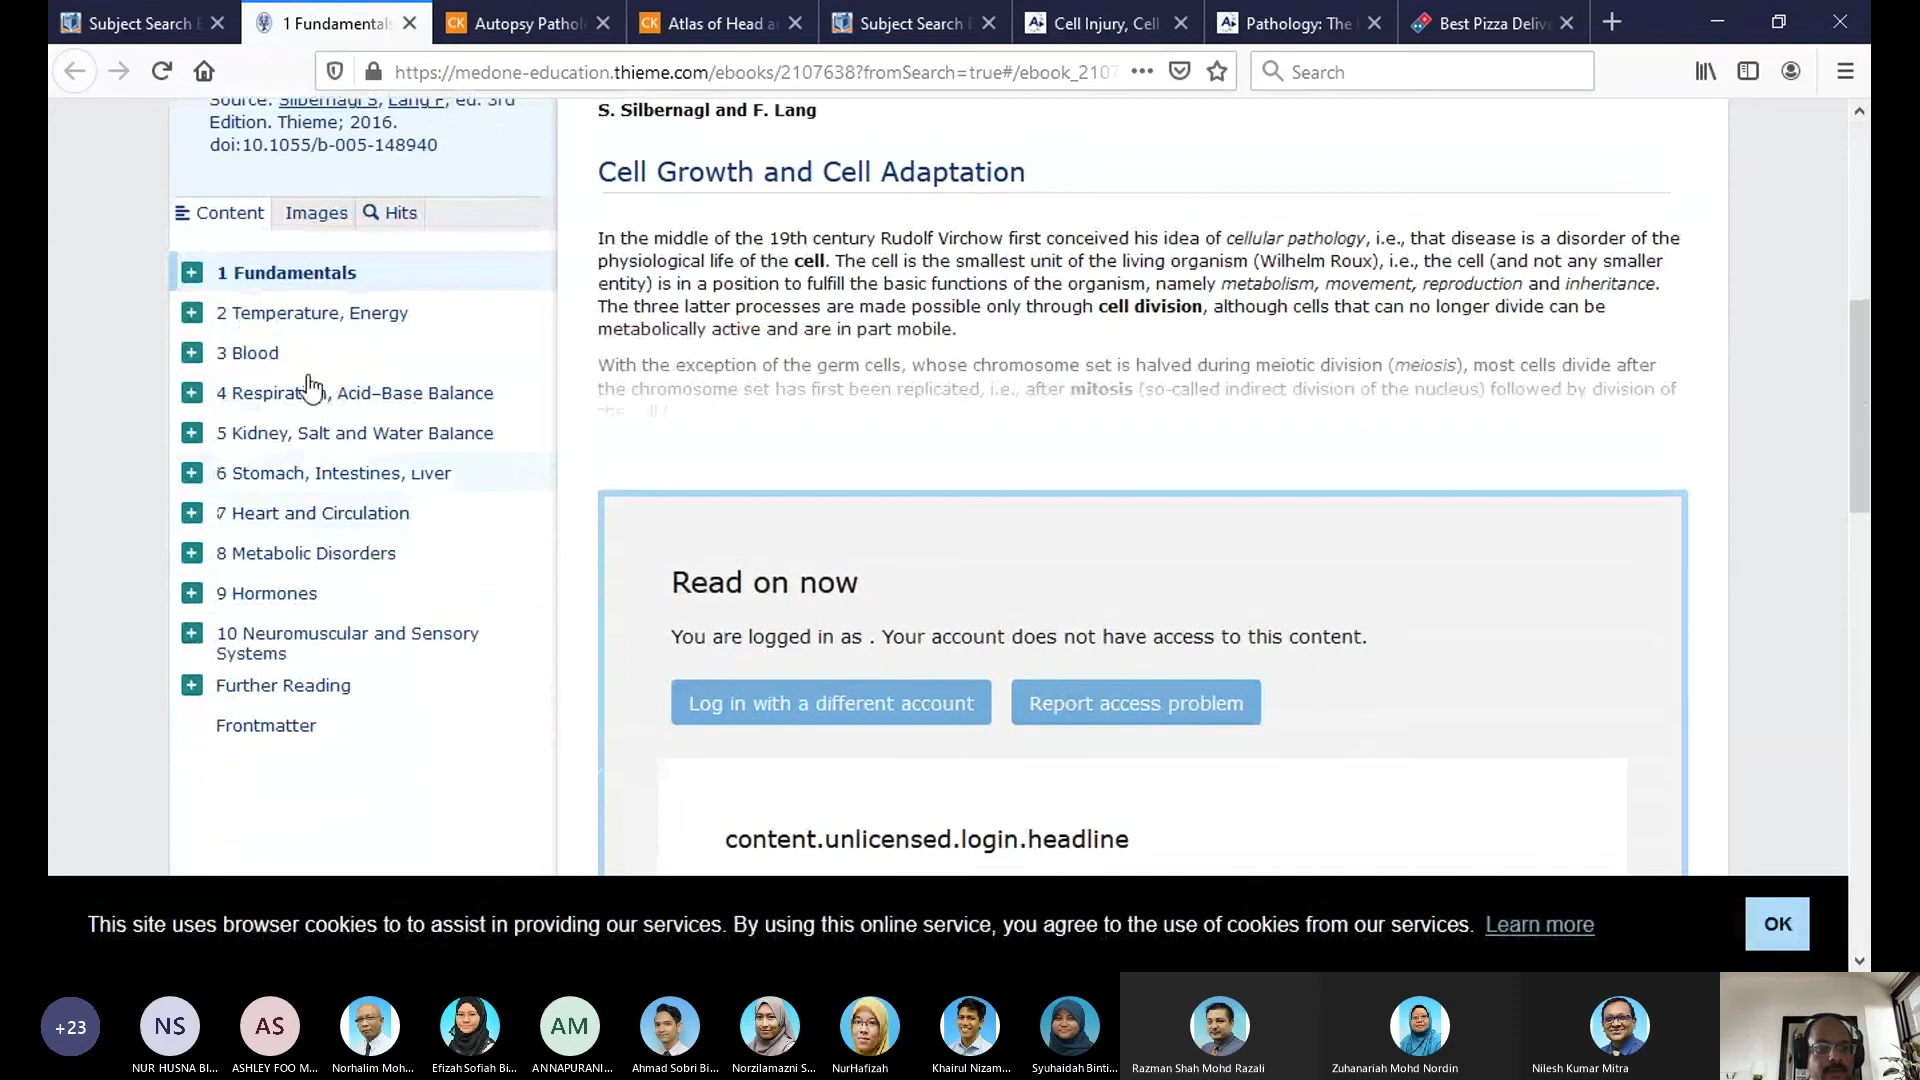 Subject Search E
1 Fundamentals
Autopsy Pathol
Atlas of Head a
Subject Search E
Cell Injury, Cell
Pathology: The
Best Pizza Delive
https://medone-education.thieme.com/ebooks/2107638?fromSearch=true#/ebook_2107
Search
Source: Silbernagl S, Lang F, ed. 3rd
Edition. Thieme; 2016.
doi:10.1055/b-005-148940
Content Images Hits
1 Fundamentals
2 Temperature, Energy
3 Blood
4 Respiration, Acid–Base Balance
5 Kidney, Salt and Water Balance
6 Stomach, Intestines, Liver
7 Heart and Circulation
8 Metabolic Disorders
9 Hormones
10 Neuromuscular and Sensory
Systems
Further Reading
Frontmatter
S. Silbernagl and F. Lang
Cell Growth and Cell Adaptation
In the middle of the 19th century Rudolf Virchow first conceived his idea of cellular pathology, i.e., that disease is a disorder of the
physiological life of the cell. The cell is the smallest unit of the living organism (Wilhelm Roux), i.e., the cell (and not any smaller
entity) is in a position to fulfill the basic functions of the organism, namely metabolism, movement, reproduction and inheritance.
The three latter processes are made possible only through cell division, although cells that can no longer divide can be
metabolically active and are in part mobile.
With the exception of the germ cells, whose chromosome set is halved during meiotic division (meiosis), most cells divide after
the chromosome set has first been replicated, i.e., after mitosis (so-called indirect division of the nucleus) followed by division of
Read on now
You are logged in as . Your account does not have access to this content.
Log in with a different account
Report access problem
content.unlicensed.login.headline
This site uses browser cookies to to assist in providing our services. By using this online service, you agree to the use of cookies from our services. Learn more
OK
+23
NS
AS
AM
NUR HUSNA BI...
ASHLEY FOO M...
Norhalim Moh...
Efizah Sofiah Bi...
ANNAPURANI...
Ahmad Sobri Bi...
Norzilamazni S...
NurHafizah
Khairul Nizam...
Syuhaidah Binti...
Razman Shah Mohd Razali
Zuhanariah Mohd Nordin
Nilesh Kumar Mitra